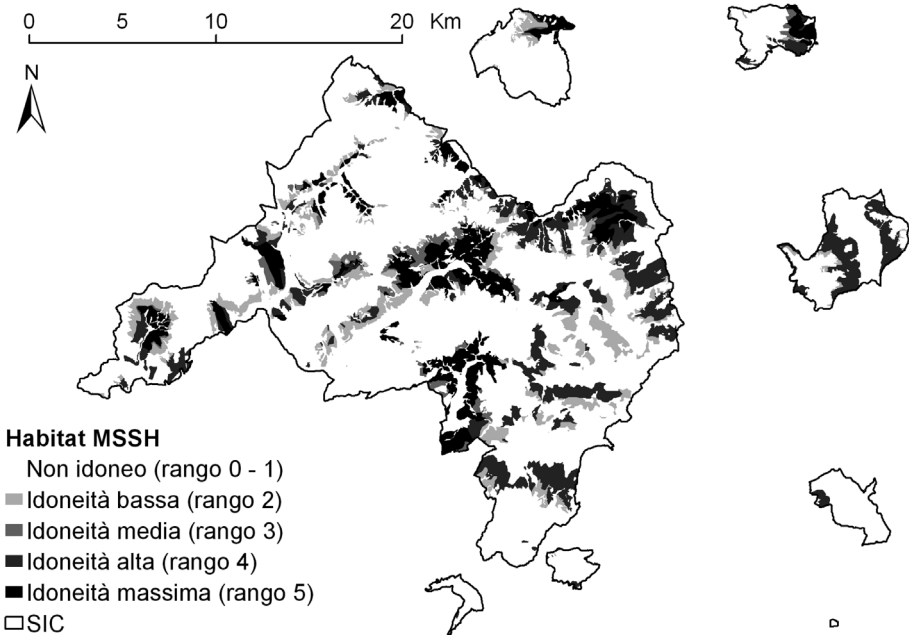 0 5 10 20 Km
N
Habitat MSSH
Non idoneo (rango 0 - 1)
Idoneità bassa (rango 2)
Idoneità media (rango 3)
Idoneità alta (rango 4)
Idoneità massima (rango 5)
SIC